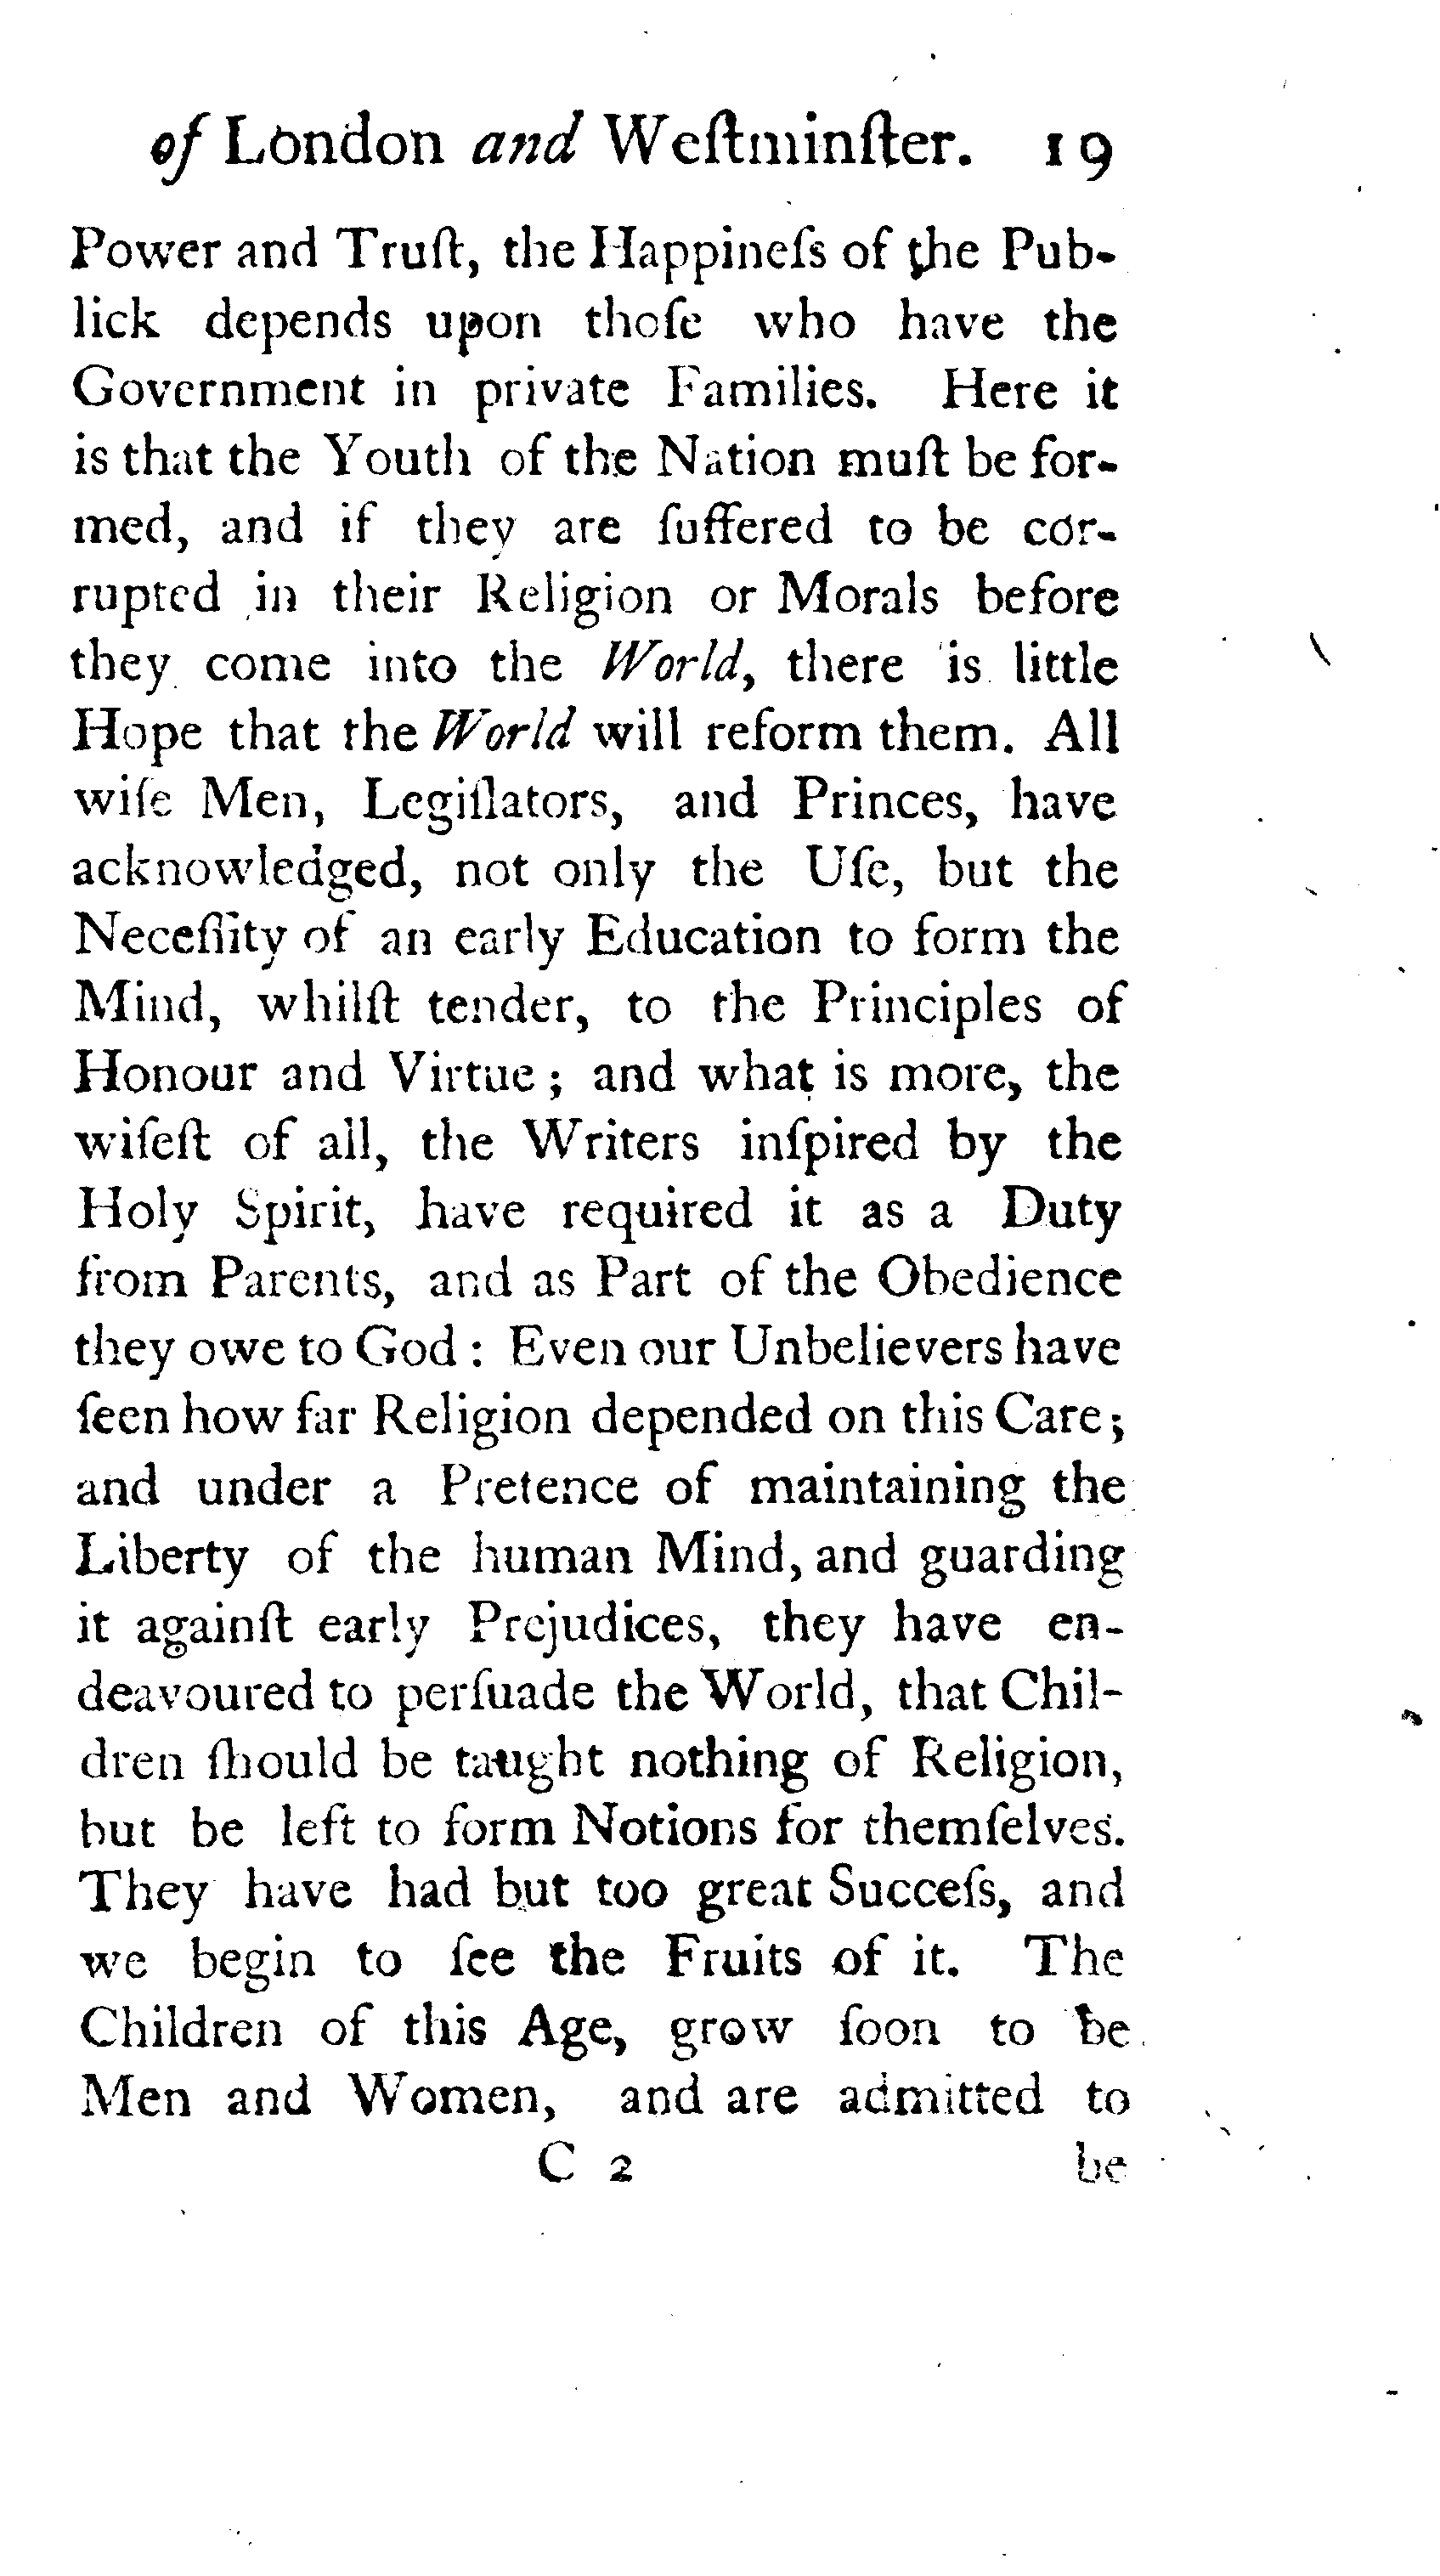 of London and Weſtminſter. 19
Power and Truſt, the Happineſs of the Pub-
lick depends upon thoſe who have the
Government in private Families. Here it
is that the Youth of the Nation muſt be for-
med, and if they are ſuffered to be cor-
rupted in their Religion or Morals before
they come into the World, there is little
Hope that the World will reform them. All
wiſe Men, Legiſlators, and Princes, have
acknowledged, not only the Uſe, but the
Neceſſity of an early Education to form the
Mind, whilſt tender, to the Principles of
Honour and Virtue; and what is more, the
wiſeſt of all, the Writers inſpired by the
Holy Spirit, have required it as a Duty
from Parents, and as Part of the Obedience
they owe to God: Even our Unbelievers have
ſeen how far Religion depended on this Care;
and under a Pretence of maintaining the
Liberty of the human Mind, and guarding
it againſt early Prejudices, they have en-
deavoured to perſuade the World, that Chil-
dren ſhould be taught nothing of Religion,
but be left to form Notions for themſelves.
They have had but too great Succeſs, and
we begin to ſee the Fruits of it. The
Children of this Age, grow ſoon to be
Men and Women, and are admitted to
C 2 be